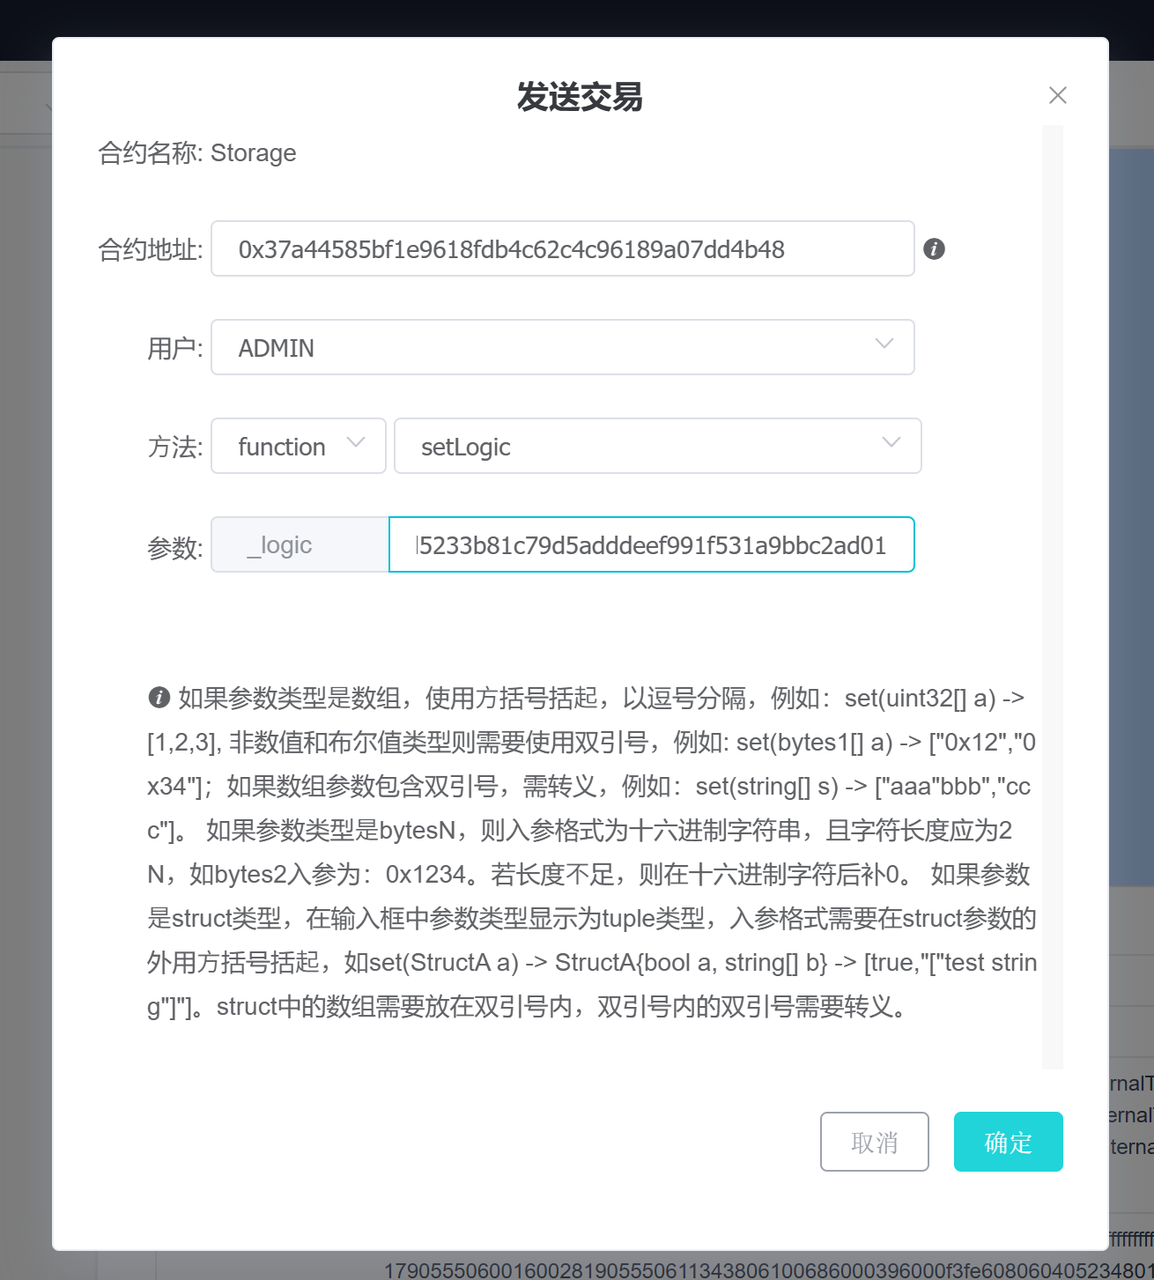 发送交易
合约名称: Storage
合约地址: 0x37a44585bf1e9618fdb4c62c4c96189a07dd4b48
用户: ADMIN
方法: function setLogic
参数: _logic 5233b81c79d5adddeef991f531a9bbc2ad01
如果参数类型是数组，使用方括号括起，以逗号分隔，例如：set(uint32[] a) ->
[1,2,3], 非数值和布尔值类型则需要使用双引号，例如: set(bytes1[] a) -> ["0x12","0
x34"]；如果数组参数包含双引号，需转义，例如：set(string[] s) -> ["aaa"bbb","cc
c"]。 如果参数类型是bytesN，则入参格式为十六进制字符串，且字符长度应为2
N，如bytes2入参为：0x1234。若长度不足，则在十六进制字符后补0。 如果参数
是struct类型，在输入框中参数类型显示为tuple类型，入参格式需要在struct参数的
外用方括号括起，如set(StructA a) -> StructA{bool a, string[] b} -> [true,"["test strin
g"]"]。struct中的数组需要放在双引号内，双引号内的双引号需要转义。
取消 确定